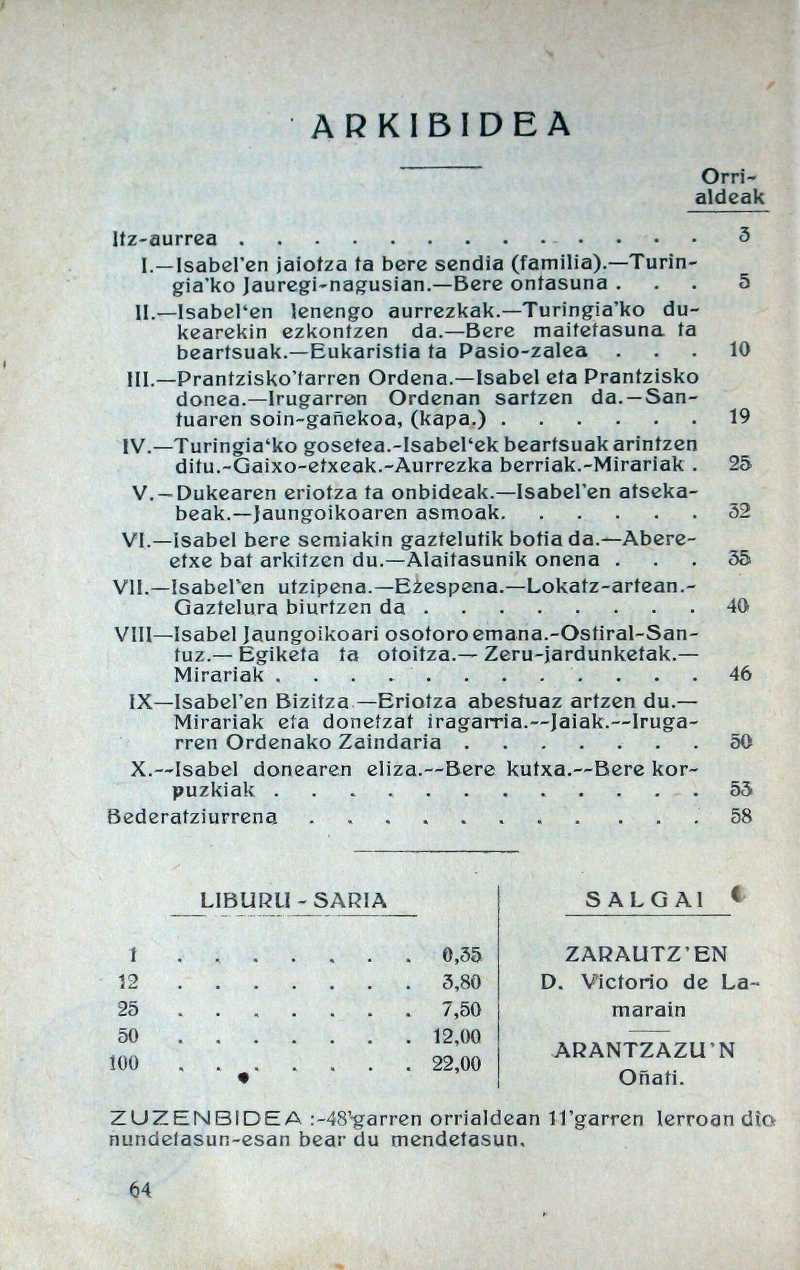 ARKIBIDEA
Orri-
aldeak
Itz-aurrea . . . . . . . . . . . . . 3
I.—Isabel'en jaiotza ta bere sendia (familia).—Turin-
gia'ko Jauregi-nagusian.—Bere ontasuna . . . 5
II.—Isabel'en lenengo aurrezkak.—Turingia'ko du-
kearekin ezkontzen da.—Bere maitetasuna ta
beartsuak.—Eukaristia ta Pasio-zalea . . . 10
III.—Prantzisko'tarren Ordena.—Isabel eta Prantzisko
donea.—Irugarren Ordenan sartzen da.—San-
tuaren soin-gañekoa, (kapa.) . . . . . . 19
IV.—Turingia'ko gosetea.-Isabel'ek beartsuak arintzen
ditu.-Gaixo-etxeak.-Aurrezka berriak.-Mirariak . 25
V.—Dukearen eriotza ta onbideak.—Isabel'en atseka-
beak.—Jaungoikoaren asmoak. . . . . . 32
VI.—Isabel bere semiakin gaztelutik botia da.—Abere-
etxe bat arkitzen du.—Alaitasunik onena . . . 35
VII.—Isabel'en utzipena.—Ezespena.—Lokatz-artean.-
Gaztelura biurtzen da . . . . . . . . 40
VIII—Isabel Jaungoikoari osotoro emana.-Ostiral-San-
tuz.— Egiketa ta otoitza.— Zeru-jardunketak.—
Mirariak . . . . . . . . . . . . 46
IX—Isabel'en Bizitza.—Eriotza abestuaz artzen du.—
Mirariak eta donetzat iragarria.--Jaiak.--Iruga-
rren Ordenako Zaindaria . . . . . . . 50
X.--Isabel donearen eliza.--Bere kutxa.--Bere kor-
puzkiak . . . . . . . . . . . . 53
Bederatziurrena . . . . . . . . . . . 58
LIBURU - SARIA
1 . . . . . . . 0,35
12 . . . . . . . 3,80
25 . . . . . . . 7,50
50 . . . . . . . 12,00
100 . . . . . . . 22,00
SALGAI
ZARAUTZ'EN
D. Victorio de La-
marain
ARANTZAZU'N
Oñati.
ZUZENBIDEA :-48'garren orrialdean 11'garren lerroan dio
nundetasun-esan bear du mendetasun.
64